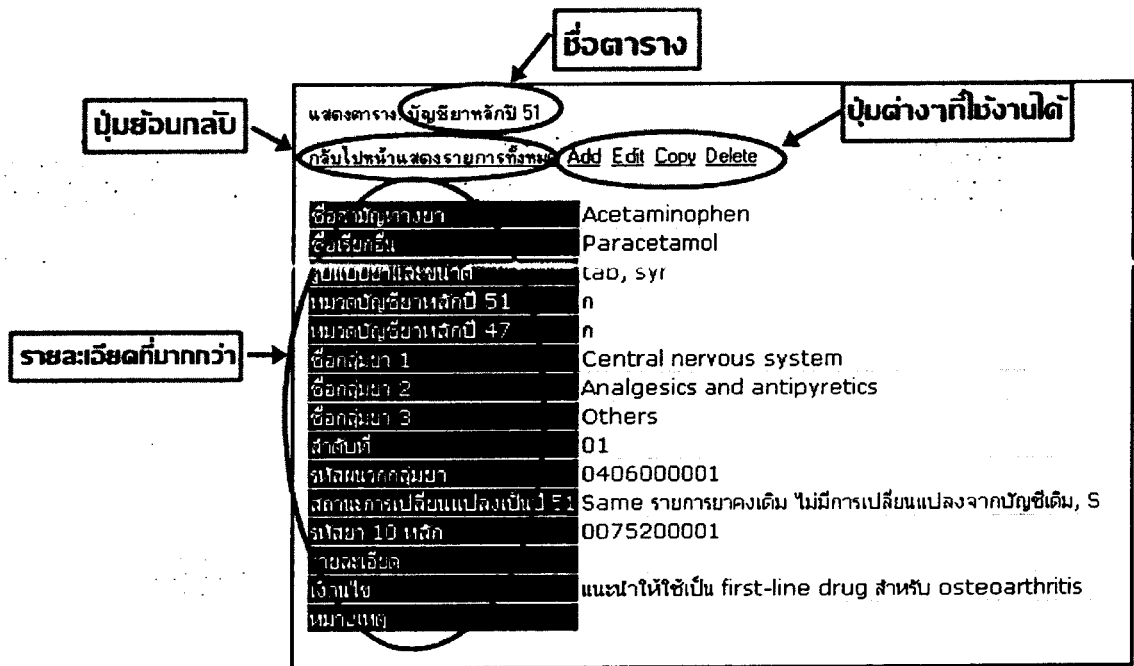 ชื่อตาราง
ปุ่มย้อนกลับ
ปุ่มต่างๆที่ใช้งานได้
แสดงตาราง: บัญชียาหลักปี 51
กลับไปหน้าแสดงรายการทั้งหมด Add Edit Copy Delete
ชื่อสามัญทางยา Acetaminophen
ชื่อเรียกอื่น Paracetamol
รูปแบบยาและขนาด tab, syr
หมวดบัญชียาหลักปี 51 ก
หมวดบัญชียาหลักปี 47 ก
รายละเอียดที่มากกว่า
ชื่อกลุ่มยา 1 Central nervous system
ชื่อกลุ่มยา 2 Analgesics and antipyretics
ชื่อกลุ่มยา 3 Others
ลำดับที่ 01
รหัสผนวกกลุ่มยา 0406000001
สถานะการเปลี่ยนแปลงเป็นปี 51 Same รายการยาคงเดิม ไม่มีการเปลี่ยนแปลงจากบัญชีเดิม, S
รหัสยา 10 หลัก 0075200001
รายละเอียด
เงื่อนไข แนะนำให้ใช้เป็น first-line drug สำหรับ osteoarthritis
หมายเหตุ